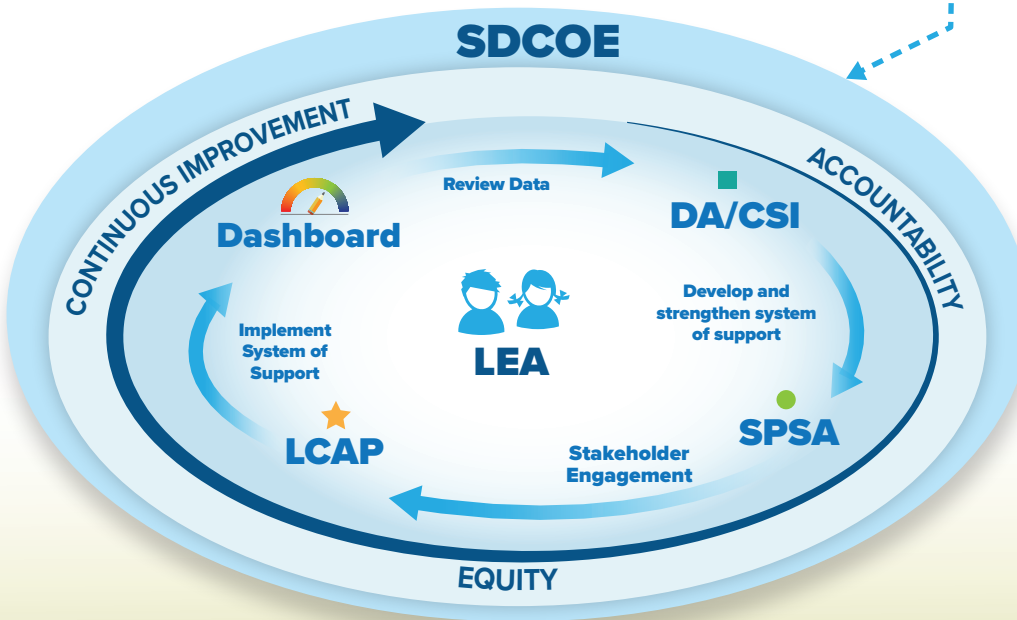 SDCOE
CONTINUOUS IMPROVEMENT
ACCOUNTABILITY
Review Data
Dashboard
DA/CSI
Develop and
strengthen system
of support
Implement
System of
Support
LEA
LCAP
SPSA
Stakeholder
Engagement
EQUITY